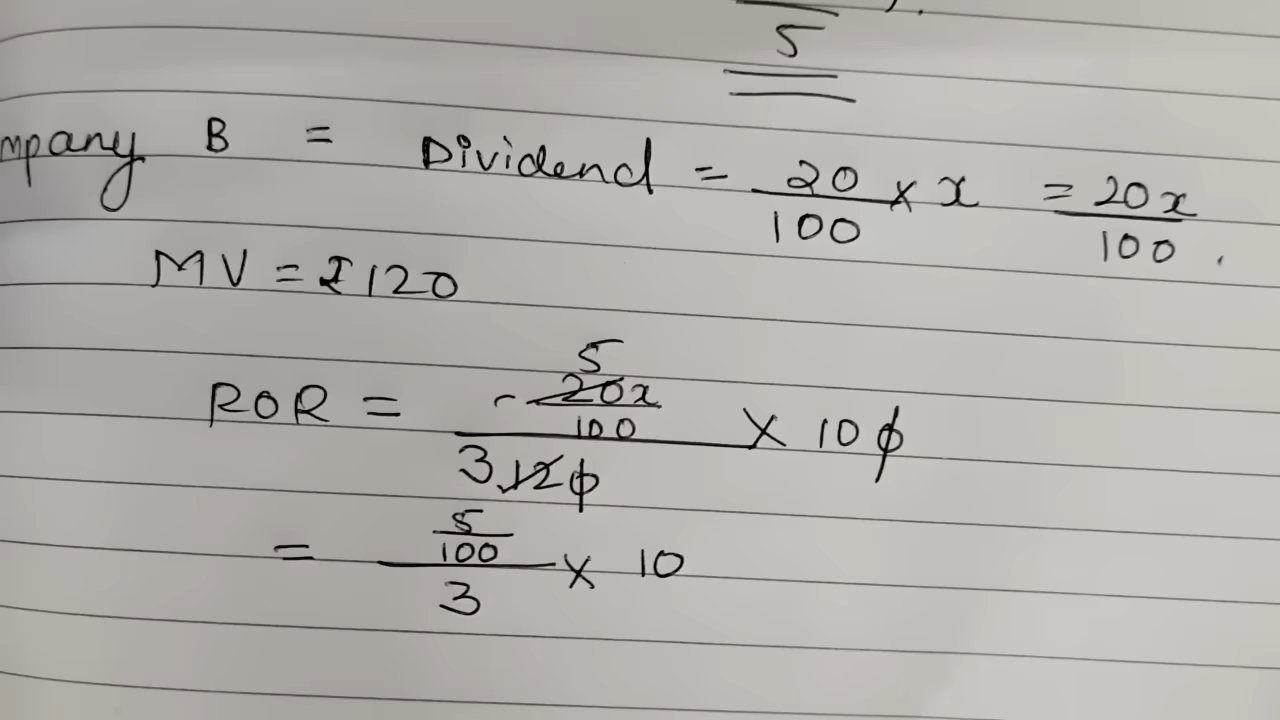 5
mpany B = Dividend = 20/100 × x = 20x/100 .
MV = ₹120
5
ROR = 20x/100 / 120 × 100
3
= 5/100 / 3 × 10